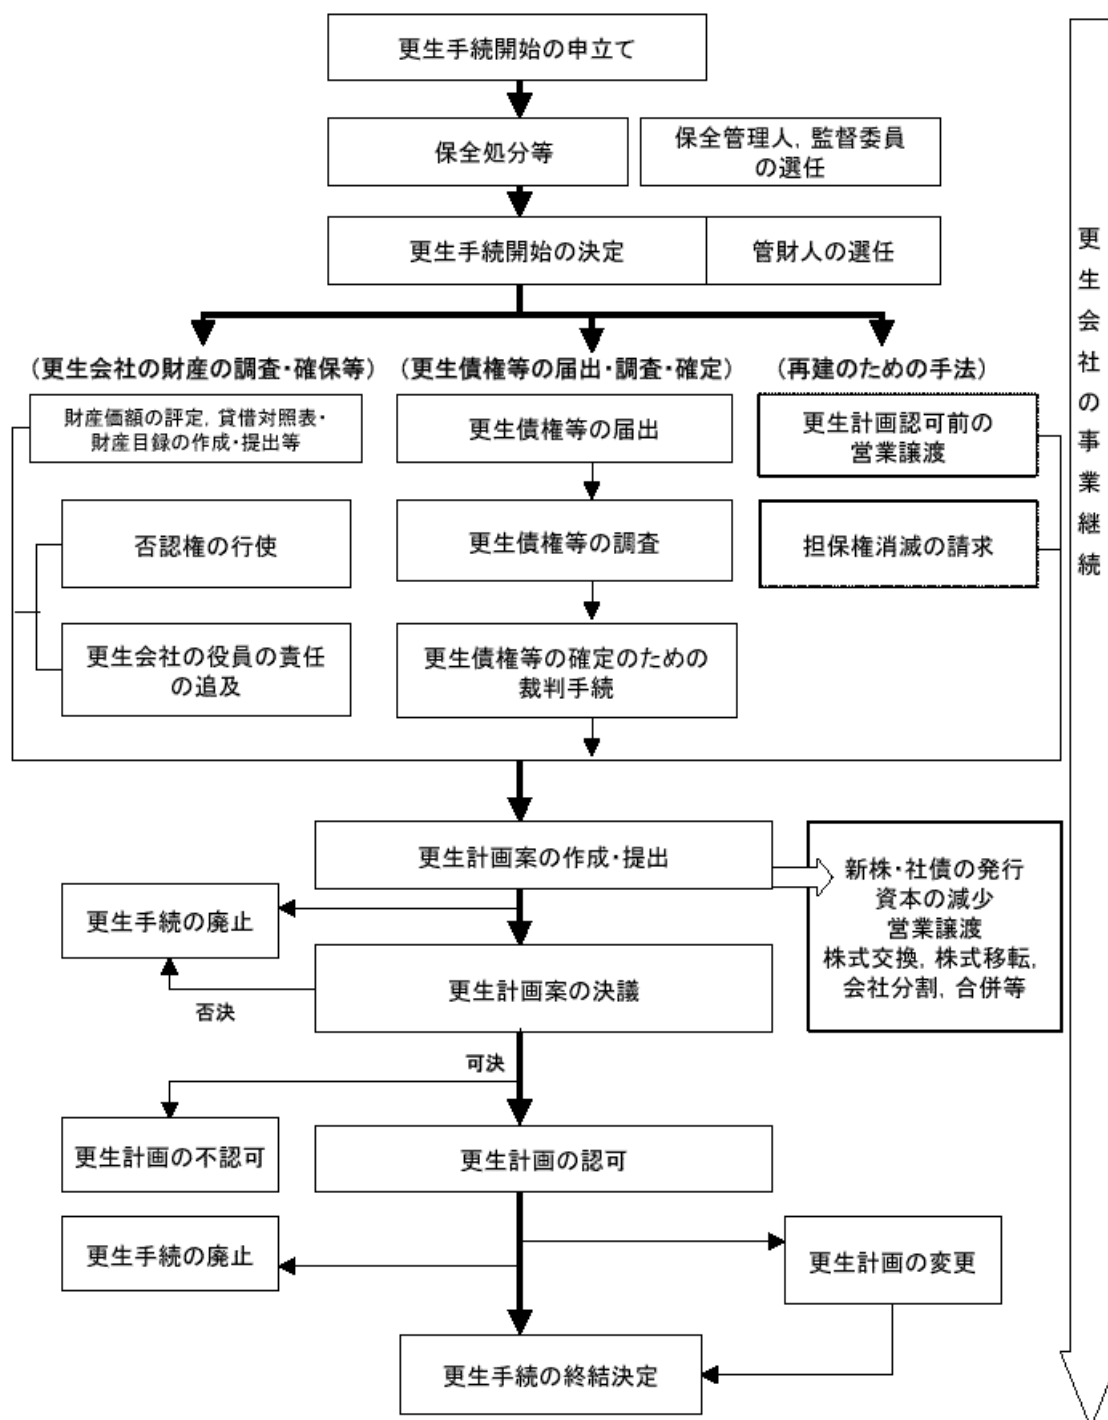 更生手続開始の申立て
保全処分等
保全管理人, 監督委員
の選任
更生手続開始の決定
管財人の選任
（更生会社の財産の調査・確保等）
（更生債権等の届出・調査・確定）
（再建のための手法）
財産価額の評定, 貸借対照表・
財産目録の作成・提出等
更生債権等の届出
更生計画認可前の
営業譲渡
否認権の行使
更生債権等の調査
担保権消滅の請求
更生会社の役員の責任
の追及
更生債権等の確定のための
裁判手続
更生計画案の作成・提出
新株・社債の発行
資本の減少
営業譲渡
株式交換, 株式移転,
会社分割, 合併等
更生手続の廃止
更生計画案の決議
否決
可決
更生計画の不認可
更生計画の認可
更生手続の廃止
更生計画の変更
更生手続の終結決定
更生会社の事業継続